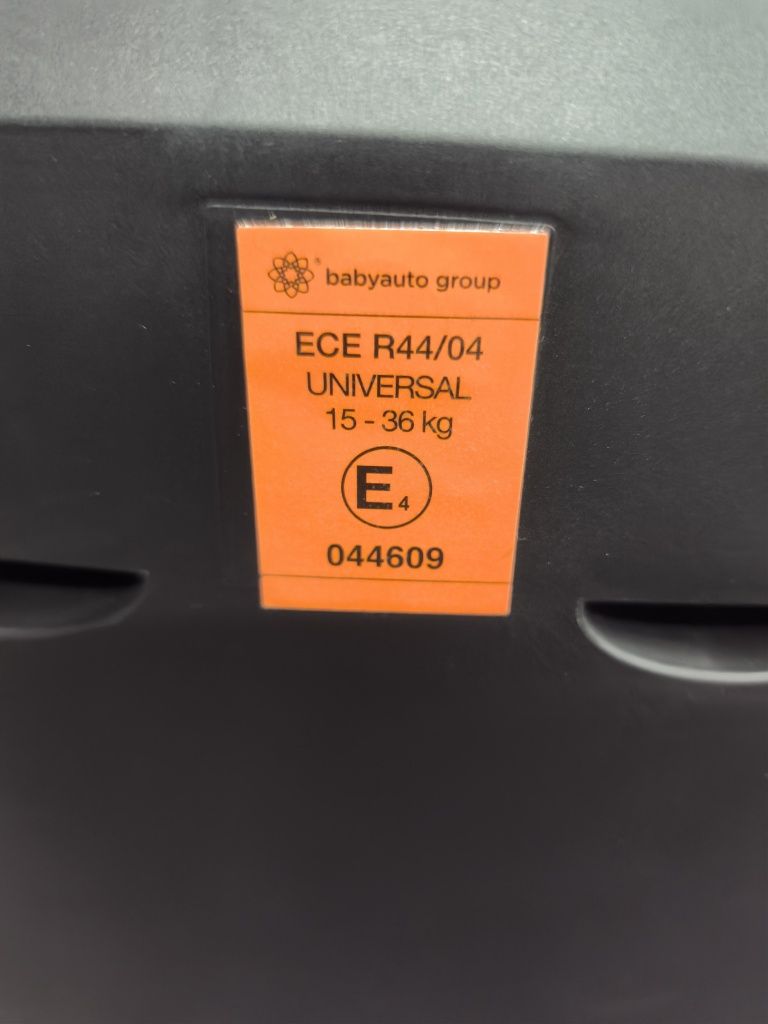 ® babyauto group
ECE R44/04
UNIVERSAL
15 - 36 kg
E 4
044609